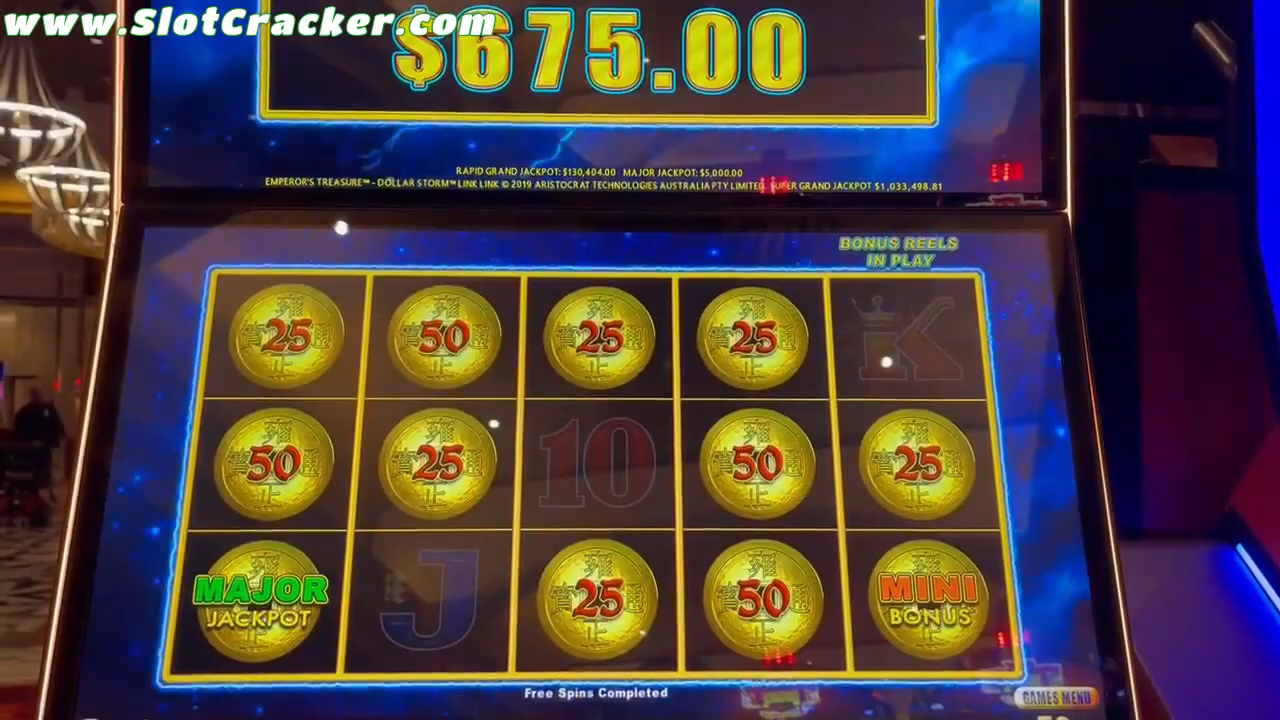 www.SlotCracker.com
$675.00
RAPID GRAND JACKPOT: $130,404.00 MAJOR JACKPOT: $5,000.00
EMPEROR'S TREASURE™ - DOLLAR STORM™ LINK LINK © 2019 ARISTOCRAT TECHNOLOGIES AUSTRALIA PTY LIMITED. SUPER GRAND JACKPOT $1,033,498.81
BONUS REELS
IN PLAY
25 50 25 25 K
50 25 10 50 25
MAJOR
JACKPOT
J 25 50
MINI
BONUS
Free Spins Completed
GAMES MENU